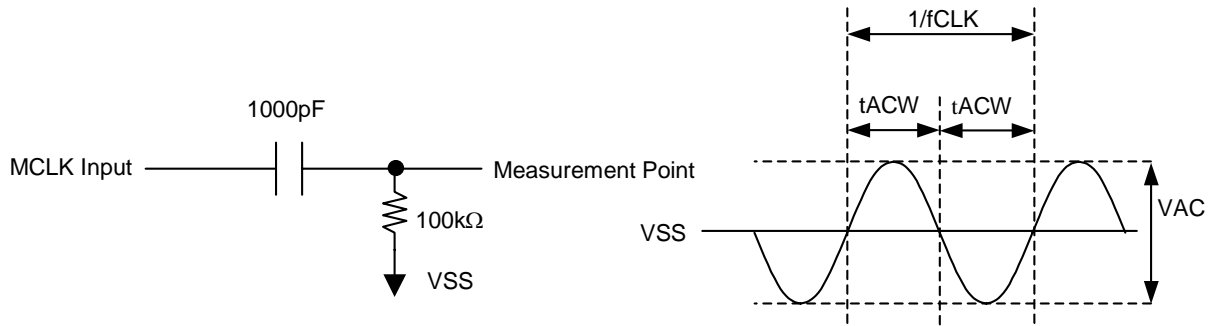 1000pF
MCLK Input
Measurement Point
100kΩ
VSS
1/fCLK
tACW
tACW
VSS
VAC